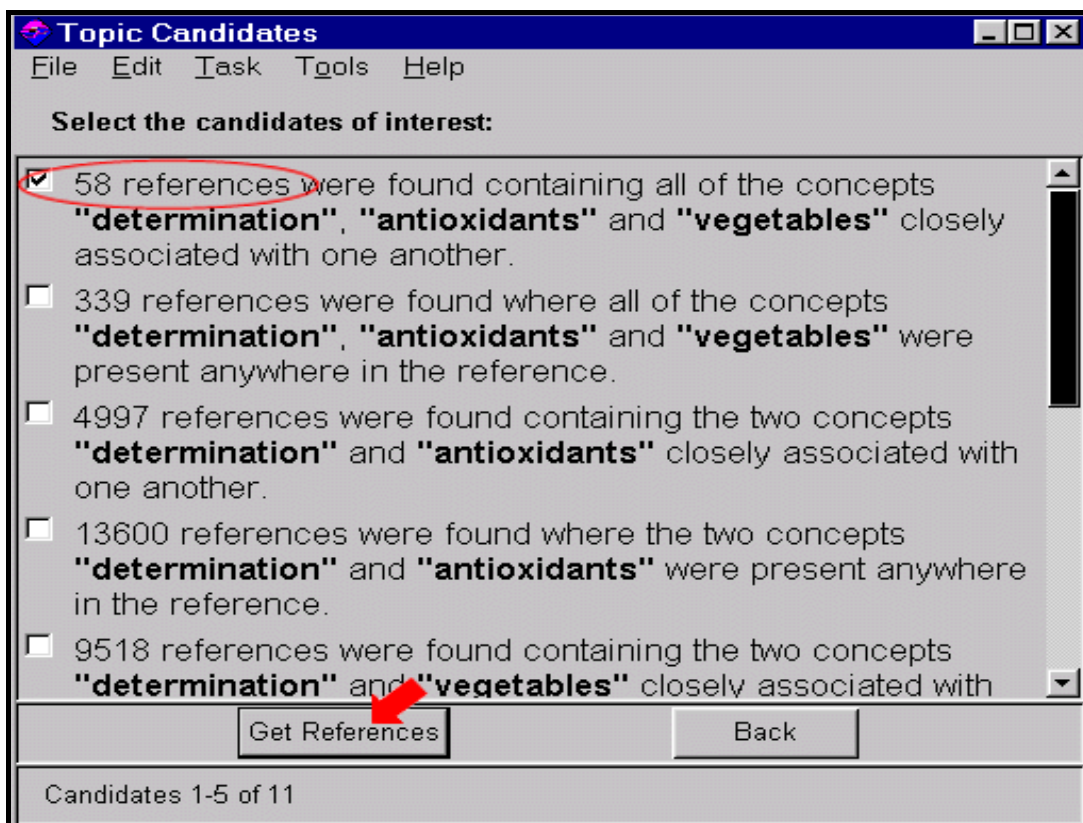 Topic Candidates
File Edit Task Tools Help
Select the candidates of interest:
58 references were found containing all of the concepts
"determination", "antioxidants" and "vegetables" closely
associated with one another.
339 references were found where all of the concepts
"determination", "antioxidants" and "vegetables" were
present anywhere in the reference.
4997 references were found containing the two concepts
"determination" and "antioxidants" closely associated with
one another.
13600 references were found where the two concepts
"determination" and "antioxidants" were present anywhere
in the reference.
9518 references were found containing the two concepts
"determination" and "vegetables" closely associated with
Get References Back
Candidates 1-5 of 11